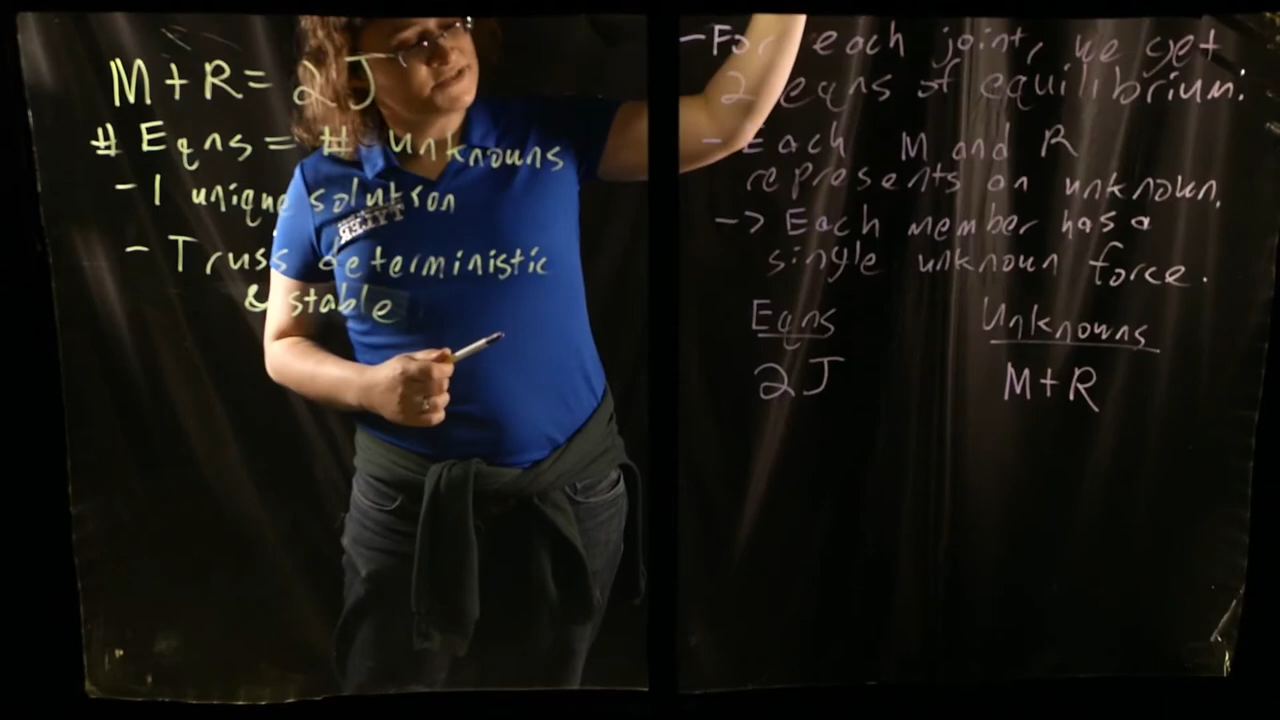 M+R=2J
# Eqns = # Unknowns
- 1 unique solution
- Truss deterministic
& stable
- For each joint, we get
2 eqns of equilibrium.
- Each M and R
represents an unknown.
-> Each member has a
single unknown force.
Eqns Unknowns
2J M+R